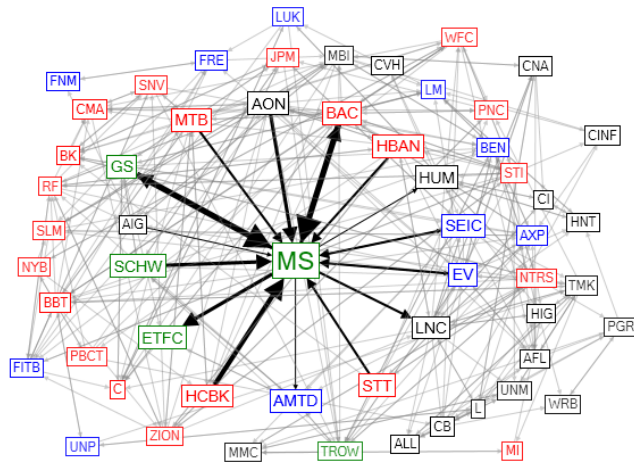 LUK
WFC
FRE
JPM
MBI
CVH
CNA
FNM
SNV
LM
CMA
MTB
AON
BAC
PNC
CINF
BK
GS
HBAN
BEN
STI
RF
HUM
CI
SLM
AIG
SEIC
AXP
HNT
NYB
SCHW
MS
EV
NTRS
TMK
BBT
HIG
ETFC
LNC
PGR
FITB
PBCT
AFL
C
HCBK
AMTD
STT
UNM
L
WRB
UNP
ZION
MMC
TROW
ALL
CB
MI